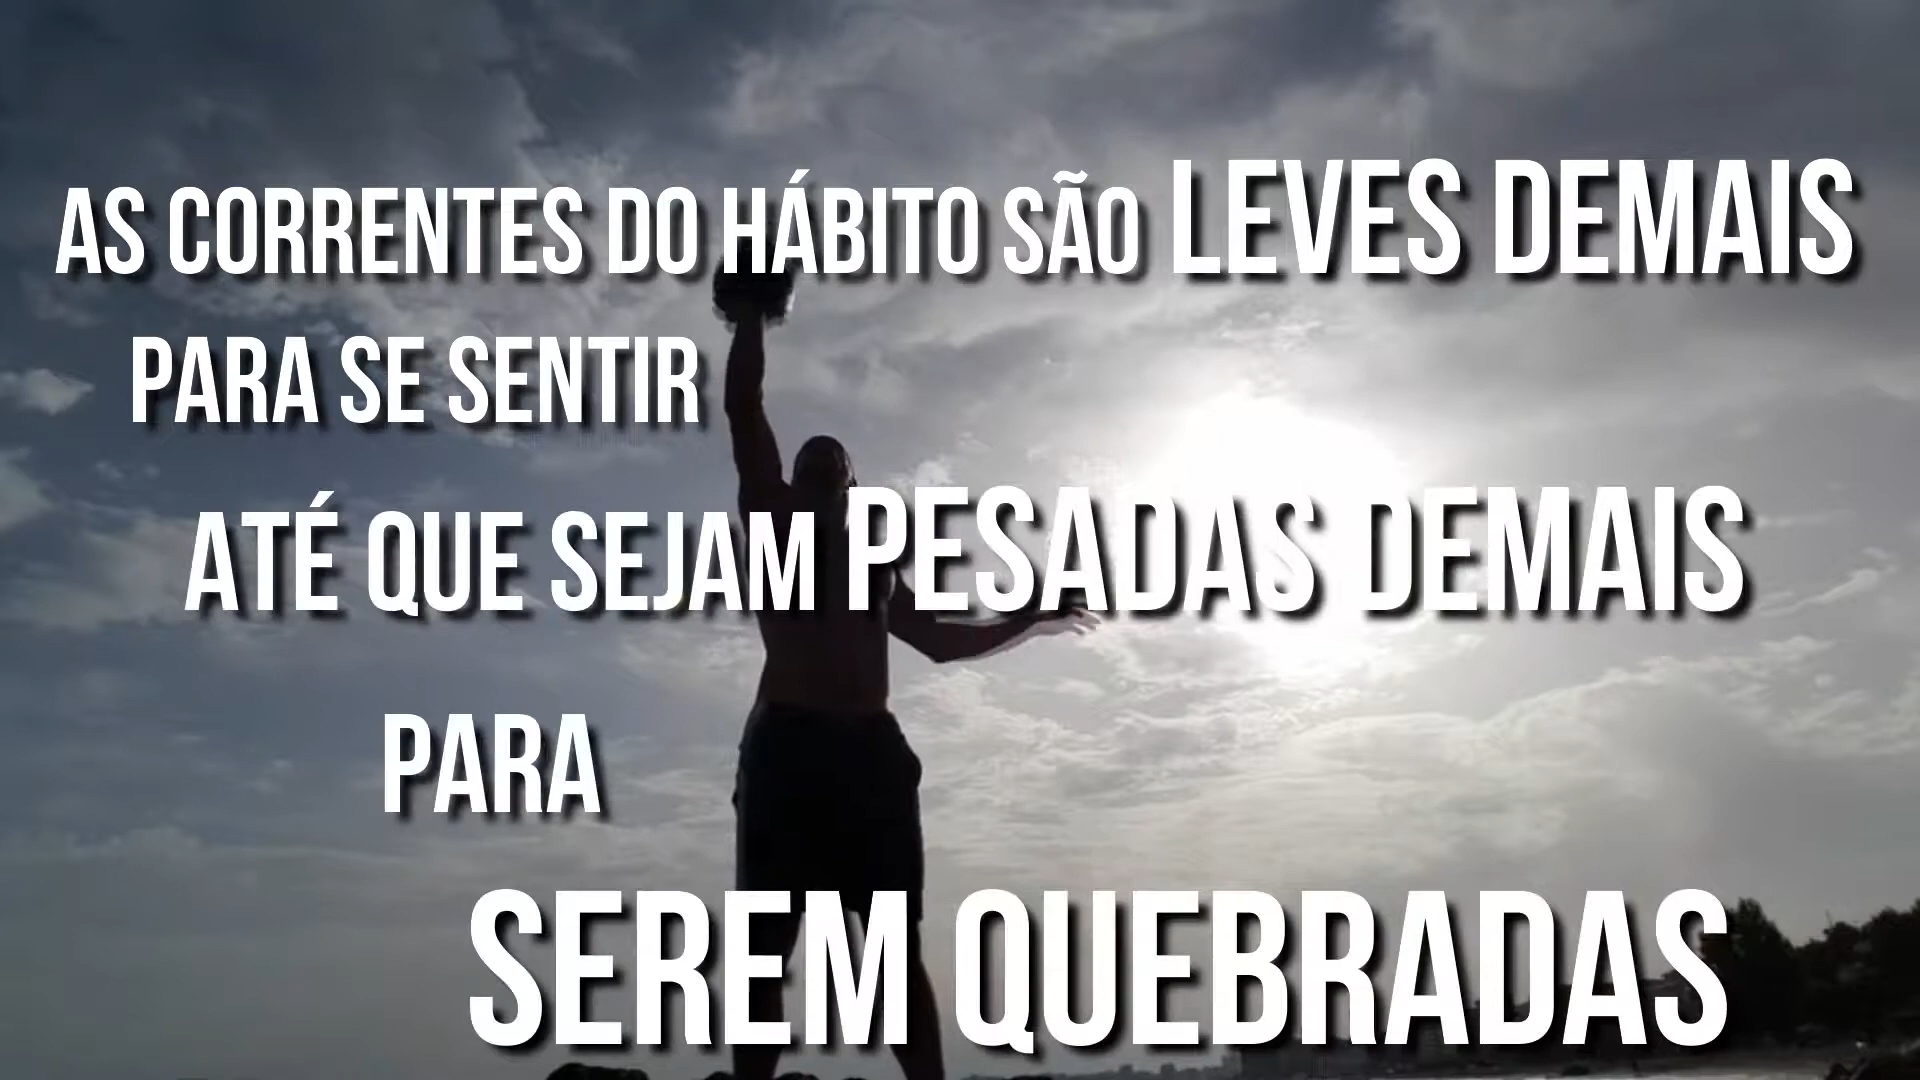 AS CORRENTES DO HÁBITO SÃO LEVES DEMAIS
PARA SE SENTIR
ATÉ QUE SEJAM PESADAS DEMAIS
PARA
SEREM QUEBRADAS